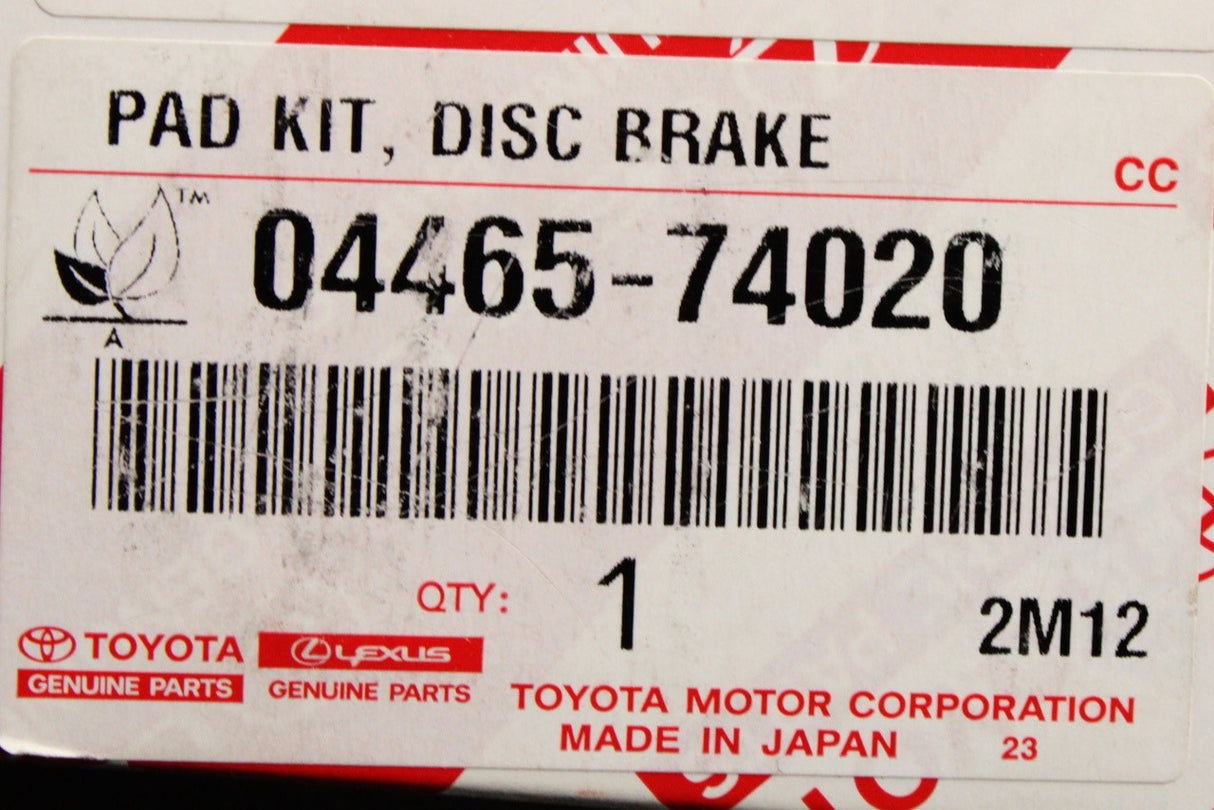 PAD KIT, DISC BRAKE
CC
TM
04465-74020
A
QTY: 1
2M12
TOYOTA
GENUINE PARTS
LEXUS
GENUINE PARTS
TOYOTA MOTOR CORPORATION
MADE IN JAPAN 23